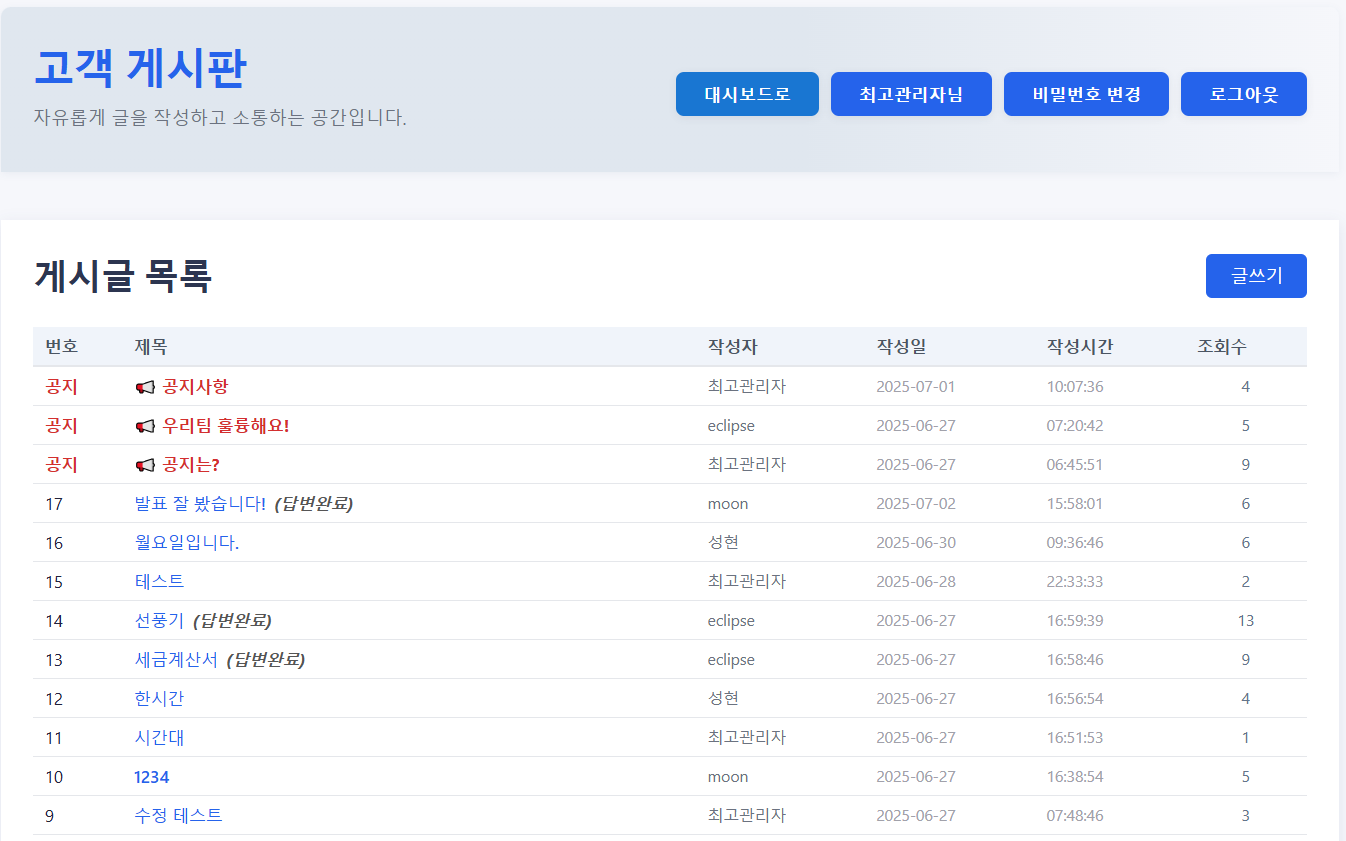 고객 게시판
자유롭게 글을 작성하고 소통하는 공간입니다.
대시보드로 최고관리자님 비밀번호 변경 로그아웃
게시글 목록
글쓰기
번호 제목 작성자 작성일 작성시간 조회수
공지 공지사항 최고관리자 2025-07-01 10:07:36 4
공지 우리팀 훌륭해요! eclipse 2025-06-27 07:20:42 5
공지 공지는? 최고관리자 2025-06-27 06:45:51 9
17 발표 잘 봤습니다! (답변완료) moon 2025-07-02 15:58:01 6
16 월요일입니다. 성현 2025-06-30 09:36:46 6
15 테스트 최고관리자 2025-06-28 22:33:33 2
14 선풍기 (답변완료) eclipse 2025-06-27 16:59:39 13
13 세금계산서 (답변완료) eclipse 2025-06-27 16:58:46 9
12 한시간 성현 2025-06-27 16:56:54 4
11 시간대 최고관리자 2025-06-27 16:51:53 1
10 1234 moon 2025-06-27 16:38:54 5
9 수정 테스트 최고관리자 2025-06-27 07:48:46 3